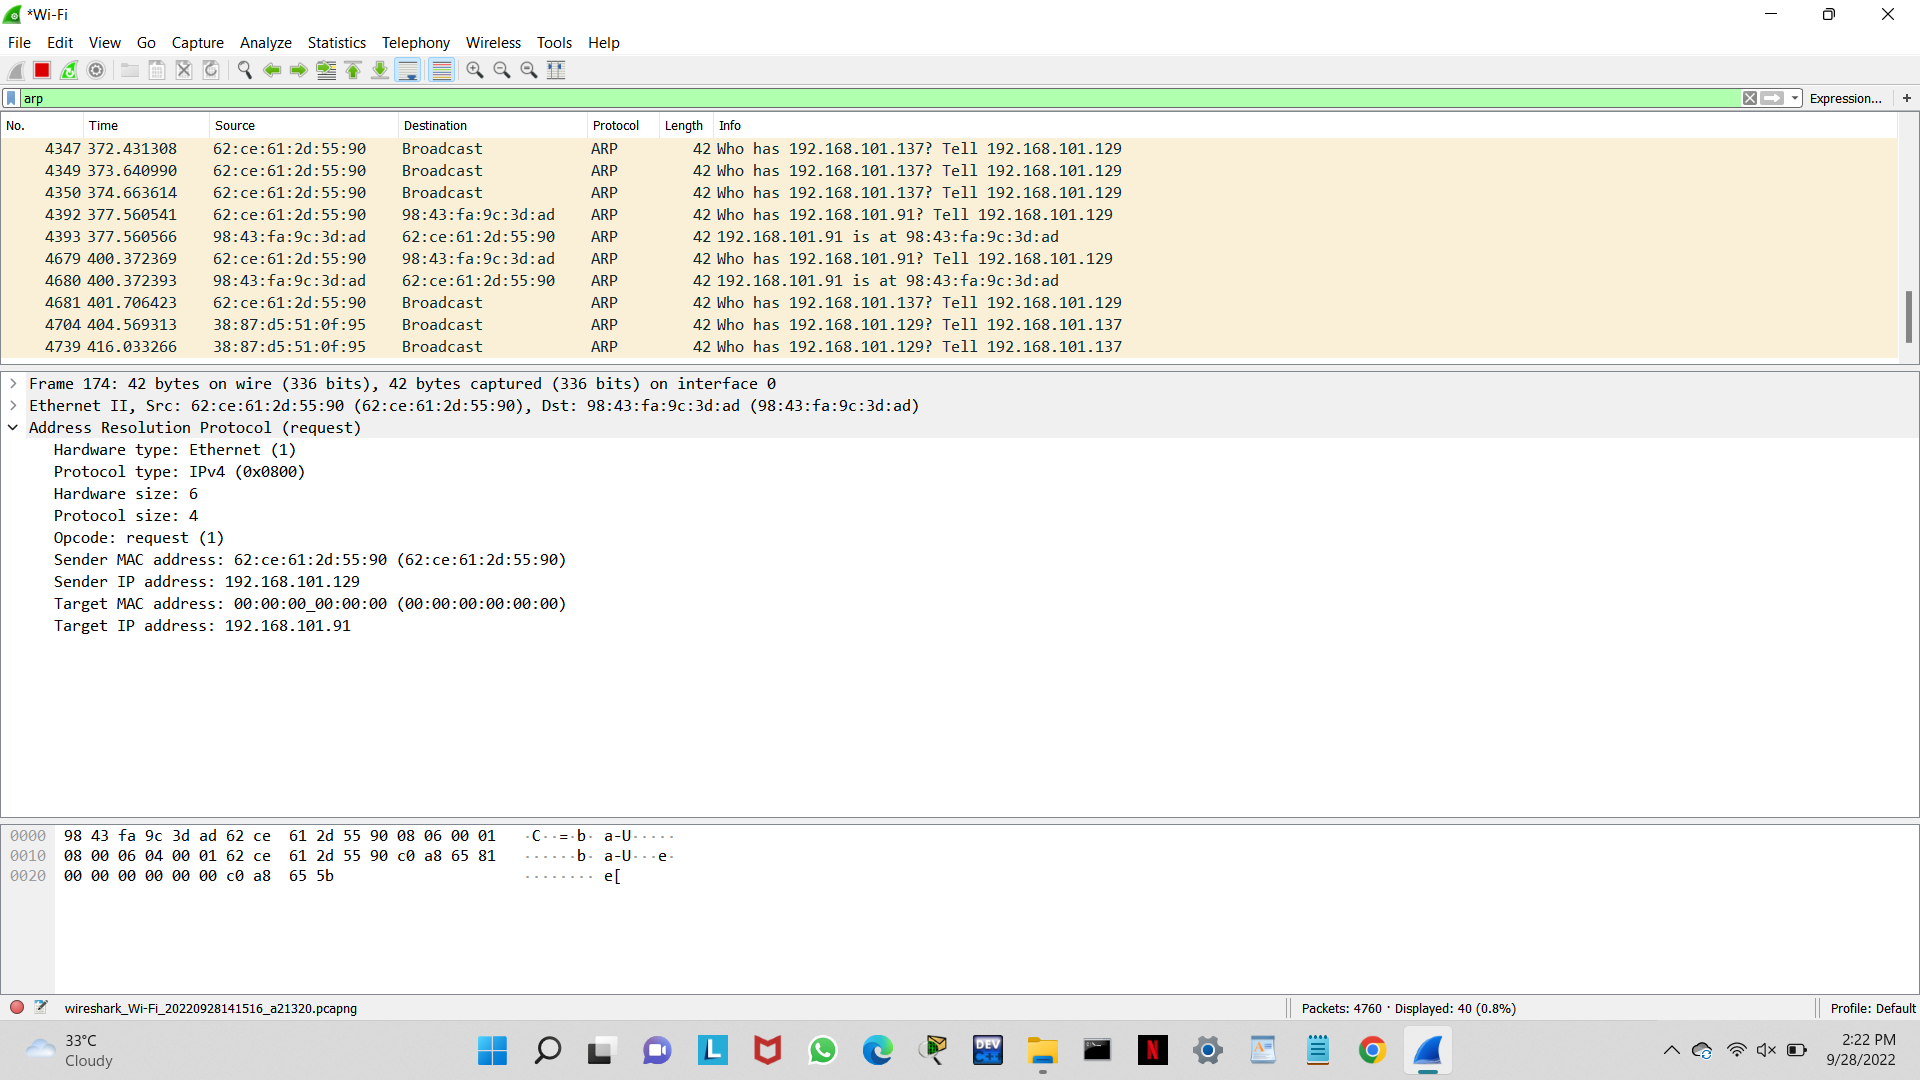 *Wi-Fi
File Edit View Go Capture Analyze Statistics Telephony Wireless Tools Help
arp Expression... +
No. Time Source Destination Protocol Length Info
4347 372.431308 62:ce:61:2d:55:90 Broadcast ARP 42 Who has 192.168.101.137? Tell 192.168.101.129
4349 373.640990 62:ce:61:2d:55:90 Broadcast ARP 42 Who has 192.168.101.137? Tell 192.168.101.129
4350 374.663614 62:ce:61:2d:55:90 Broadcast ARP 42 Who has 192.168.101.137? Tell 192.168.101.129
4392 377.560541 62:ce:61:2d:55:90 98:43:fa:9c:3d:ad ARP 42 Who has 192.168.101.91? Tell 192.168.101.129
4393 377.560566 98:43:fa:9c:3d:ad 62:ce:61:2d:55:90 ARP 42 192.168.101.91 is at 98:43:fa:9c:3d:ad
4679 400.372369 62:ce:61:2d:55:90 98:43:fa:9c:3d:ad ARP 42 Who has 192.168.101.91? Tell 192.168.101.129
4680 400.372393 98:43:fa:9c:3d:ad 62:ce:61:2d:55:90 ARP 42 192.168.101.91 is at 98:43:fa:9c:3d:ad
4681 401.706423 62:ce:61:2d:55:90 Broadcast ARP 42 Who has 192.168.101.137? Tell 192.168.101.129
4704 404.569313 38:87:d5:51:0f:95 Broadcast ARP 42 Who has 192.168.101.129? Tell 192.168.101.137
4739 416.033266 38:87:d5:51:0f:95 Broadcast ARP 42 Who has 192.168.101.129? Tell 192.168.101.137
Frame 174: 42 bytes on wire (336 bits), 42 bytes captured (336 bits) on interface 0
Ethernet II, Src: 62:ce:61:2d:55:90 (62:ce:61:2d:55:90), Dst: 98:43:fa:9c:3d:ad (98:43:fa:9c:3d:ad)
Address Resolution Protocol (request)
Hardware type: Ethernet (1)
Protocol type: IPv4 (0x0800)
Hardware size: 6
Protocol size: 4
Opcode: request (1)
Sender MAC address: 62:ce:61:2d:55:90 (62:ce:61:2d:55:90)
Sender IP address: 192.168.101.129
Target MAC address: 00:00:00_00:00:00 (00:00:00:00:00:00)
Target IP address: 192.168.101.91
0000 98 43 fa 9c 3d ad 62 ce 61 2d 55 90 08 06 00 01 ·C··=·b· a-U·····
0010 08 00 06 04 00 01 62 ce 61 2d 55 90 c0 a8 65 81 ······b· a-U···e·
0020 00 00 00 00 00 00 c0 a8 65 5b ········ e[
wireshark_Wi-Fi_20220928141516_a21320.pcapng Packets: 4760 · Displayed: 40 (0.8%) Profile: Default
33°C
Cloudy
L
DEV
C++
N
2:22 PM
9/28/2022